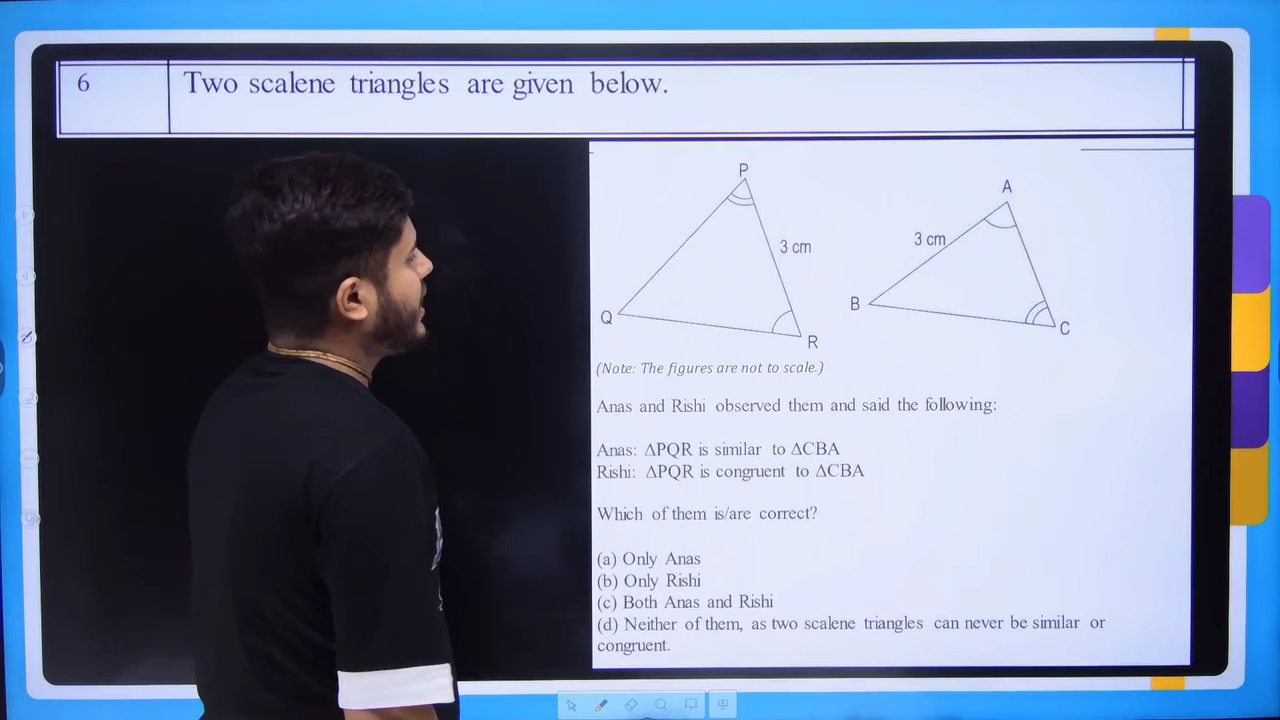 6
Two scalene triangles are given below.
P
3 cm
Q
R
A
3 cm
B
C
(Note: The figures are not to scale.)
Anas and Rishi observed them and said the following:
Anas: ΔPQR is similar to ΔCBA
Rishi: ΔPQR is congruent to ΔCBA
Which of them is/are correct?
(a) Only Anas
(b) Only Rishi
(c) Both Anas and Rishi
(d) Neither of them, as two scalene triangles can never be similar or
congruent.